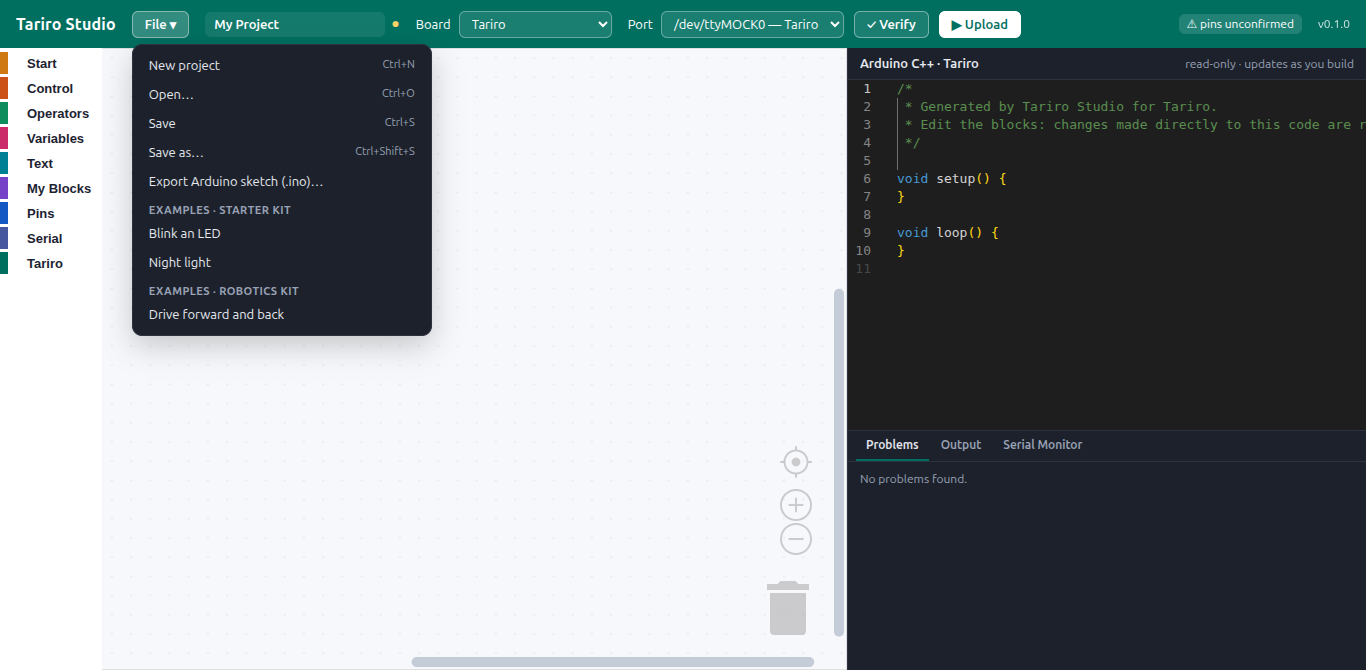 Tariro Studio File ▾ My Project Board Tariro Port /dev/ttyMOCK0 — Tariro ✓ Verify ▶ Upload ⚠ pins unconfirmed v0.1.0
Start
Control
Operators
Variables
Text
My Blocks
Pins
Serial
Tariro
New project Ctrl+N
Open… Ctrl+O
Save Ctrl+S
Save as… Ctrl+Shift+S
Export Arduino sketch (.ino)…
EXAMPLES · STARTER KIT
Blink an LED
Night light
EXAMPLES · ROBOTICS KIT
Drive forward and back
Arduino C++ · Tariro read-only · updates as you build
1 /*
2 * Generated by Tariro Studio for Tariro.
3 * Edit the blocks: changes made directly to this code are r
4 */
5
6 void setup() {
7 }
8
9 void loop() {
10 }
11
Problems Output Serial Monitor
No problems found.